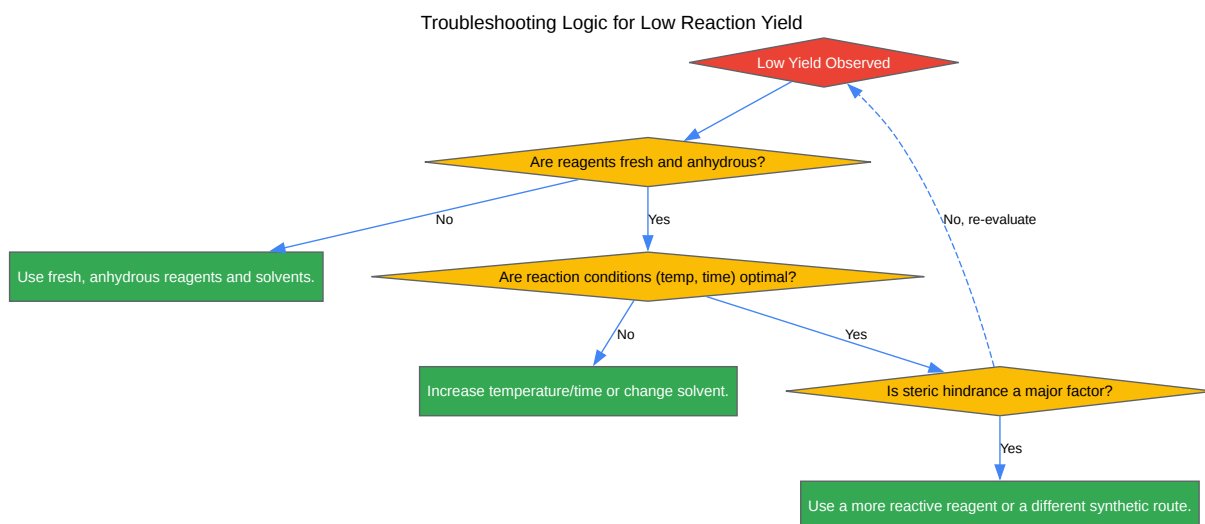 Troubleshooting Logic for Low Reaction Yield
Low Yield Observed
Are reagents fresh and anhydrous?
No
Yes
No, re-evaluate
Use fresh, anhydrous reagents and solvents.
Are reaction conditions (temp, time) optimal?
No
Yes
Increase temperature/time or change solvent.
Is steric hindrance a major factor?
Yes
Use a more reactive reagent or a different synthetic route.